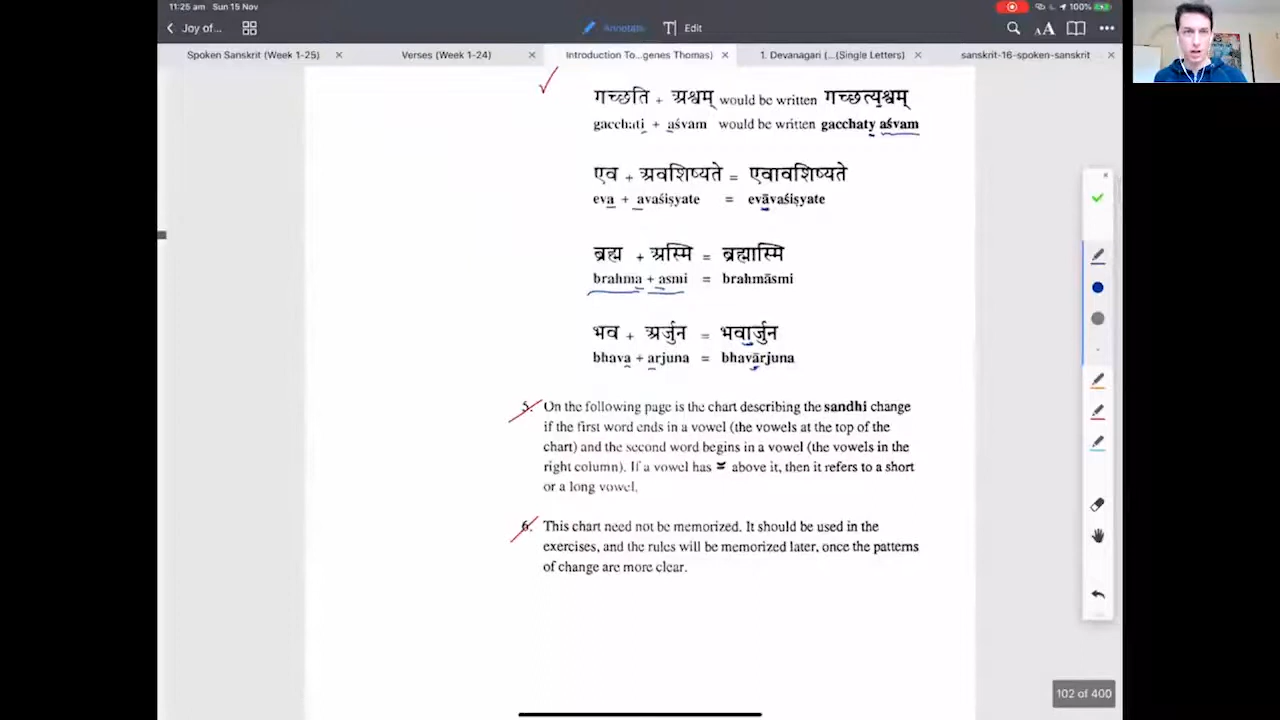 11:25 am Sun 15 Nov
100%
Joy of...
Annotate
Edit
AA
Spoken Sanskrit (Week 1-25)
Verses (Week 1-24)
Introduction To...genes Thomas)
1. Devanagari (...(Single Letters)
sanskrit-16-spoken-sanskrit
गच्छति + अश्वम् would be written गच्छत्यश्वम्
gacchati + aśvam would be written gacchaty aśvam
एव + अवशिष्यते = एवावशिष्यते
eva + avaśiṣyate = evāvaśiṣyate
ब्रह्म + अस्मि = ब्रह्मास्मि
brahma + asmi = brahmāsmi
भव + अर्जुन = भवार्जुन
bhava + arjuna = bhavārjuna
5. On the following page is the chart describing the sandhi change
if the first word ends in a vowel (the vowels at the top of the
chart) and the second word begins in a vowel (the vowels in the
right column). If a vowel has above it, then it refers to a short
or a long vowel.
6. This chart need not be memorized. It should be used in the
exercises, and the rules will be memorized later, once the patterns
of change are more clear.
102 of 400